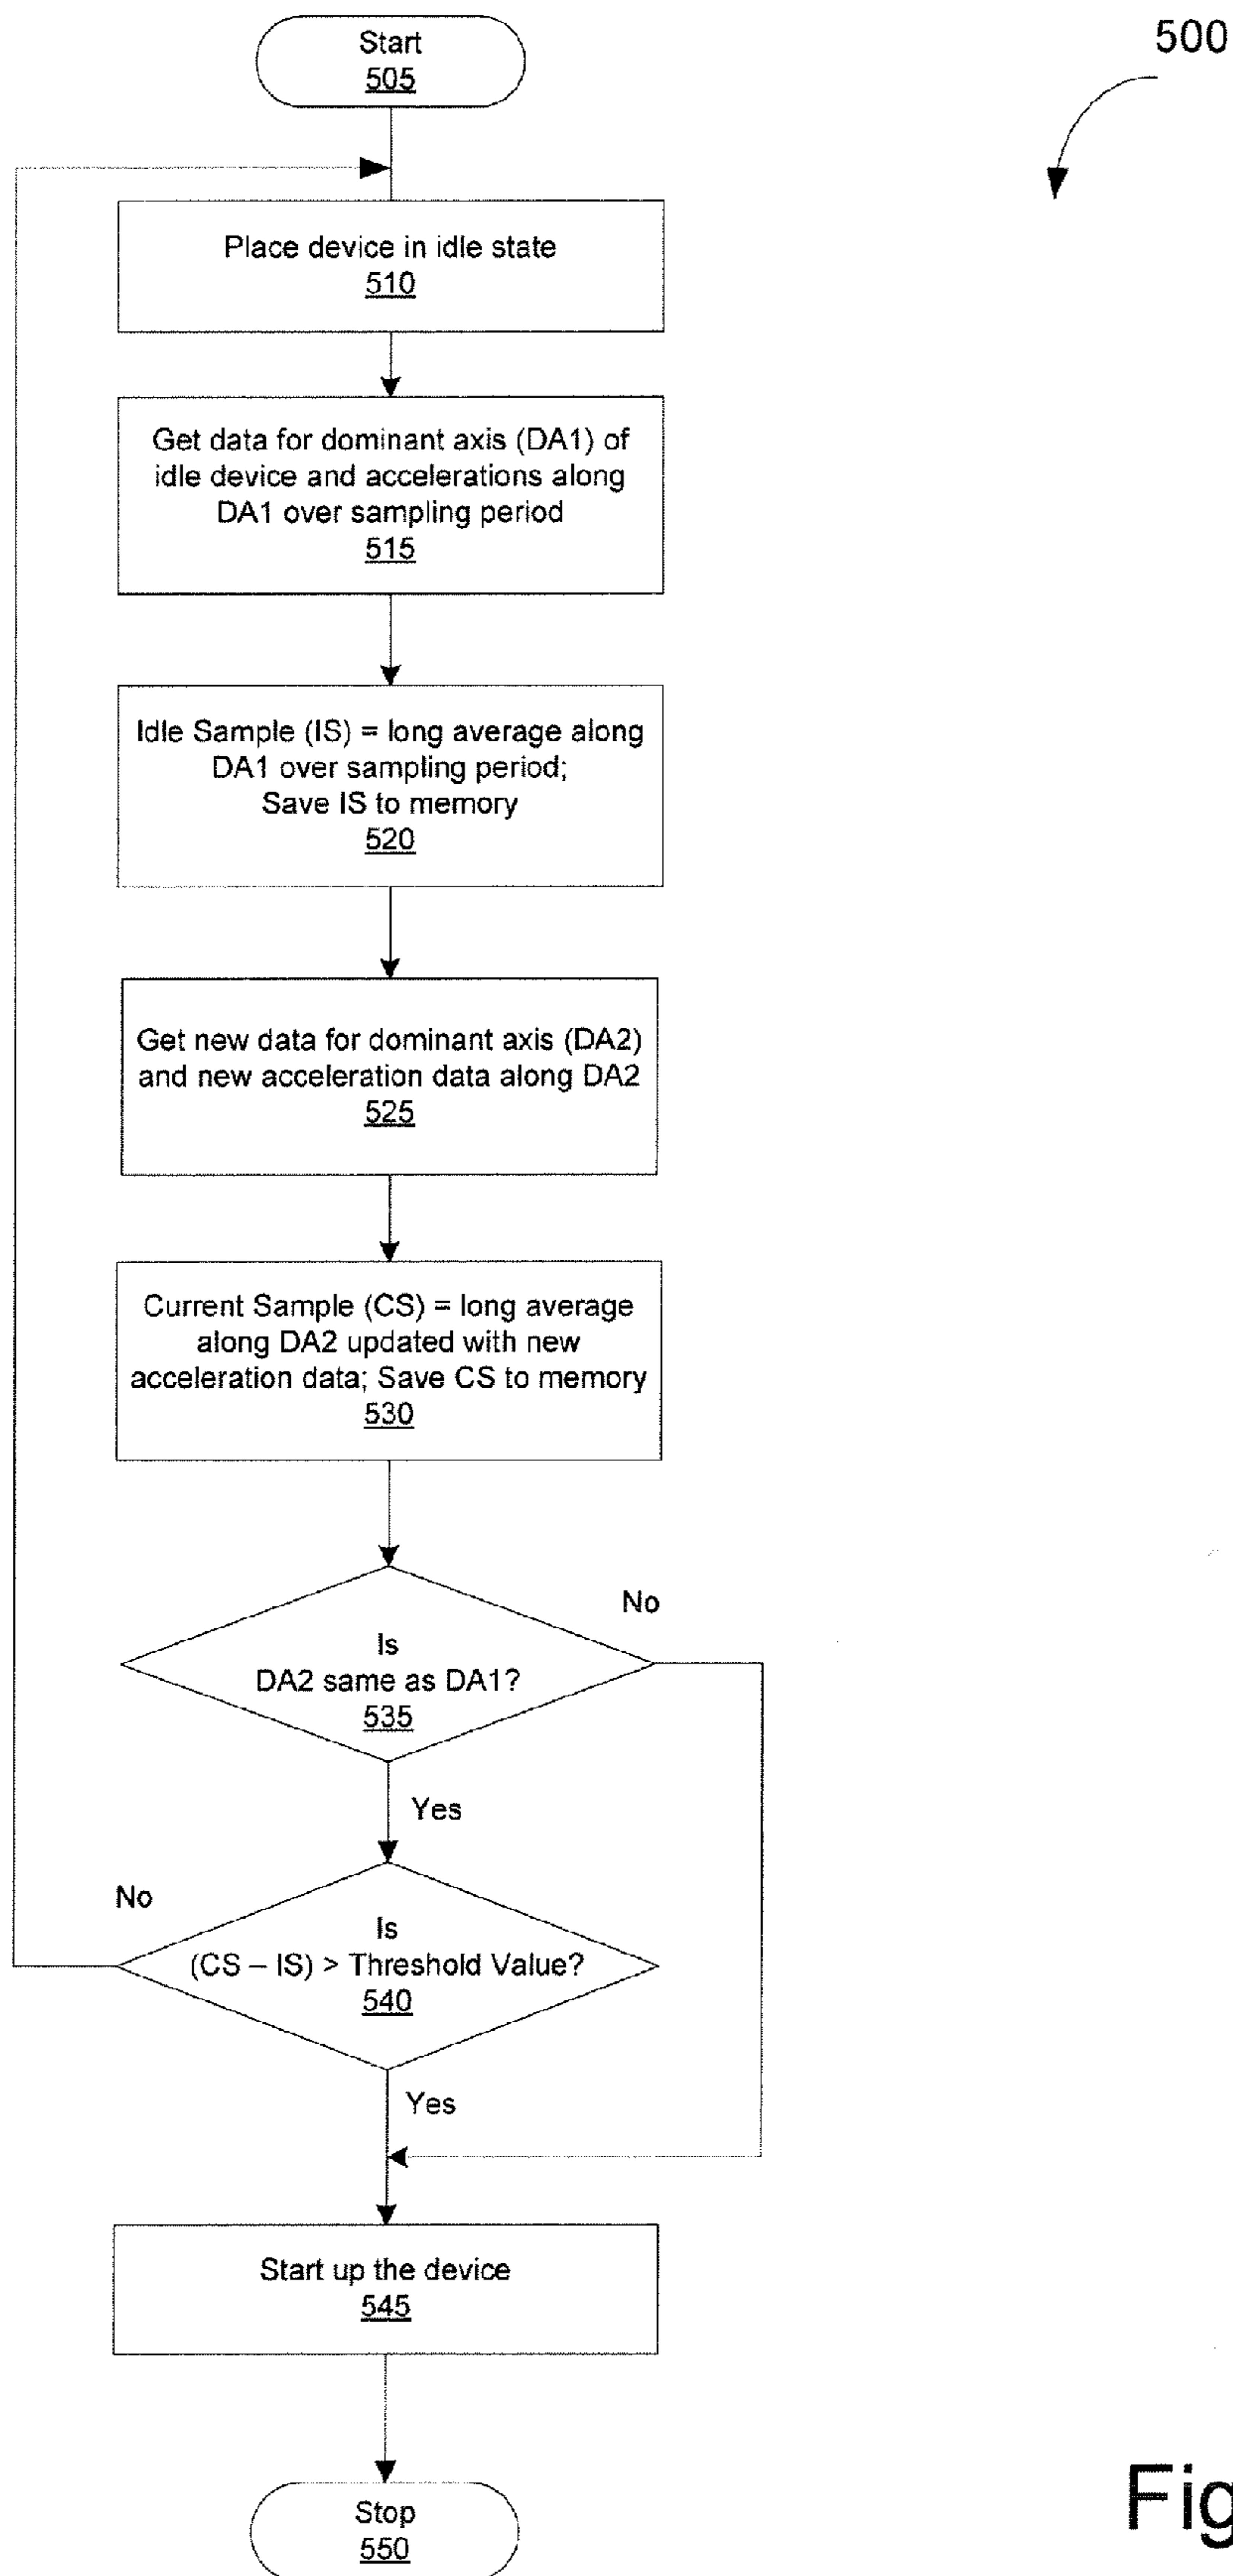 500
Start
505
Place device in idle state
510
Get data for dominant axis (DA1) of
idle device and accelerations along
DA1 over sampling period
515
Idle Sample (IS) = long average along
DA1 over sampling period;
Save IS to memory
520
Get new data for dominant axis (DA2)
and new acceleration data along DA2
525
Current Sample (CS) = long average
along DA2 updated with new
acceleration data; Save CS to memory
530
No
Is
DA2 same as DA1?
535
Yes
No
Is
(CS – IS) > Threshold Value?
540
Yes
Start up the device
545
Stop
550
Fig